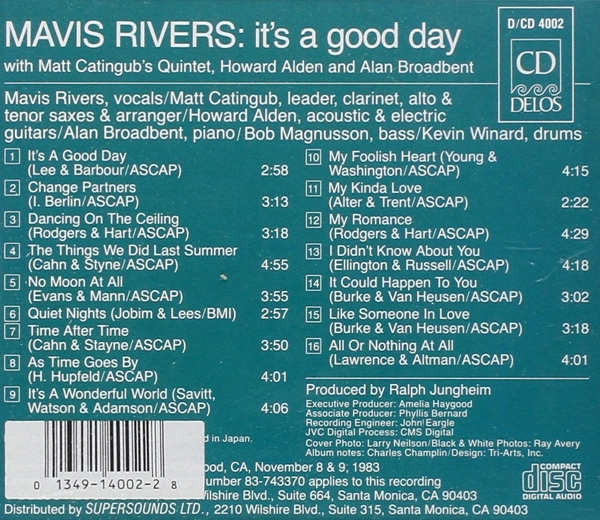 MAVIS RIVERS: it's a good day
with Matt Catingub's Quintet, Howard Alden and Alan Broadbent
D/CD 4002
CD
DELOS
Mavis Rivers, vocals/Matt Catingub, leader, clarinet, alto &
tenor saxes & arranger/Howard Alden, acoustic & electric
guitars/Alan Broadbent, piano/Bob Magnusson, bass/Kevin Winard, drums
1 It's A Good Day
(Lee & Barbour/ASCAP) 2:58
2 Change Partners
(I. Berlin/ASCAP) 3:13
3 Dancing On The Ceiling
(Rodgers & Hart/ASCAP) 3:18
4 The Things We Did Last Summer
(Cahn & Styne/ASCAP) 4:55
5 No Moon At All
(Evans & Mann/ASCAP) 3:55
6 Quiet Nights (Jobim & Lees/BMI) 2:57
7 Time After Time
(Cahn & Stayne/ASCAP) 3:50
8 As Time Goes By
(H. Hupfeld/ASCAP) 4:01
9 It's A Wonderful World (Savitt,
Watson & Adamson/ASCAP) 4:06
10 My Foolish Heart (Young &
Washington/ASCAP) 4:15
11 My Kinda Love
(Alter & Trent/ASCAP) 2:22
12 My Romance
(Rodgers & Hart/ASCAP) 4:29
13 I Didn't Know About You
(Ellington & Russell/ASCAP) 4:18
14 It Could Happen To You
(Burke & Van Heusen/ASCAP) 3:02
15 Like Someone In Love
(Burke & Van Heusen/ASCAP) 3:18
16 All Or Nothing At All
(Lawrence & Altman/ASCAP) 4:01
Produced by Ralph Jungheim
Executive Producer: Amelia Haygood
Associate Producer: Phyllis Bernard
Recording Engineer: John Eargle
JVC Digital Process: CMS Digital
Cover Photo: Larry Neilson/Black & White Photos: Ray Avery
Album notes: Charles Champlin/Design: Tri-Arts, Inc.
d in Japan.
ood, CA, November 8 & 9; 1983
umber 83-743370 applies to this recording
Wilshire Blvd., Suite 664, Santa Monica, CA 90403
Distributed by SUPERSOUNDS LTD., 2210 Wilshire Blvd., Suite 315, Santa Monica, CA 90403
0 1349-14002-2 8
COMPACT
disc
DIGITAL AUDIO